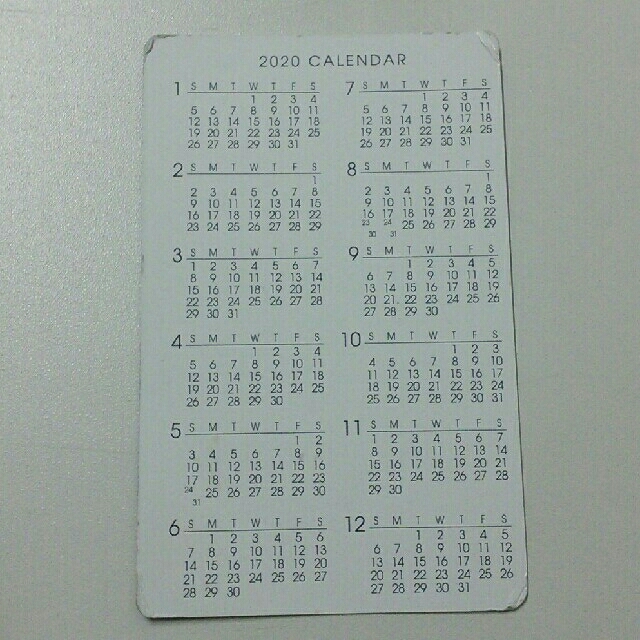 2020 CALENDAR
1 S M T W T F S
1 2 3 4
5 6 7 8 9 10 11
12 13 14 15 16 17 18
19 20 21 22 23 24 25
26 27 28 29 30 31
2 S M T W T F S
1
2 3 4 5 6 7 8
9 10 11 12 13 14 15
16 17 18 19 20 21 22
23 24 25 26 27 28 29
3 S M T W T F S
1 2 3 4 5 6 7
8 9 10 11 12 13 14
15 16 17 18 19 20 21
22 23 24 25 26 27 28
29 30 31
4 S M T W T F S
1 2 3 4
5 6 7 8 9 10 11
12 13 14 15 16 17 18
19 20 21 22 23 24 25
26 27 28 29 30
5 S M T W T F S
1 2
3 4 5 6 7 8 9
10 11 12 13 14 15 16
17 18 19 20 21 22 23
24 25 26 27 28 29 30
31
6 S M T W T F S
1 2 3 4 5 6
7 8 9 10 11 12 13
14 15 16 17 18 19 20
21 22 23 24 25 26 27
28 29 30
7 S M T W T F S
1 2 3 4
5 6 7 8 9 10 11
12 13 14 15 16 17 18
19 20 21 22 23 24 25
26 27 28 29 30 31
8 S M T W T F S
1
2 3 4 5 6 7 8
9 10 11 12 13 14 15
16 17 18 19 20 21 22
23 24 25 26 27 28 29
30 31
9 S M T W T F S
1 2 3 4 5
6 7 8 9 10 11 12
13 14 15 16 17 18 19
20 21 22 23 24 25 26
27 28 29 30
10 S M T W T F S
1 2 3
4 5 6 7 8 9 10
11 12 13 14 15 16 17
18 19 20 21 22 23 24
25 26 27 28 29 30 31
11 S M T W T F S
1 2 3 4 5 6 7
8 9 10 11 12 13 14
15 16 17 18 19 20 21
22 23 24 25 26 27 28
29 30
12 S M T W T F S
1 2 3 4 5
6 7 8 9 10 11 12
13 14 15 16 17 18 19
20 21 22 23 24 25 26
27 28 29 30 31